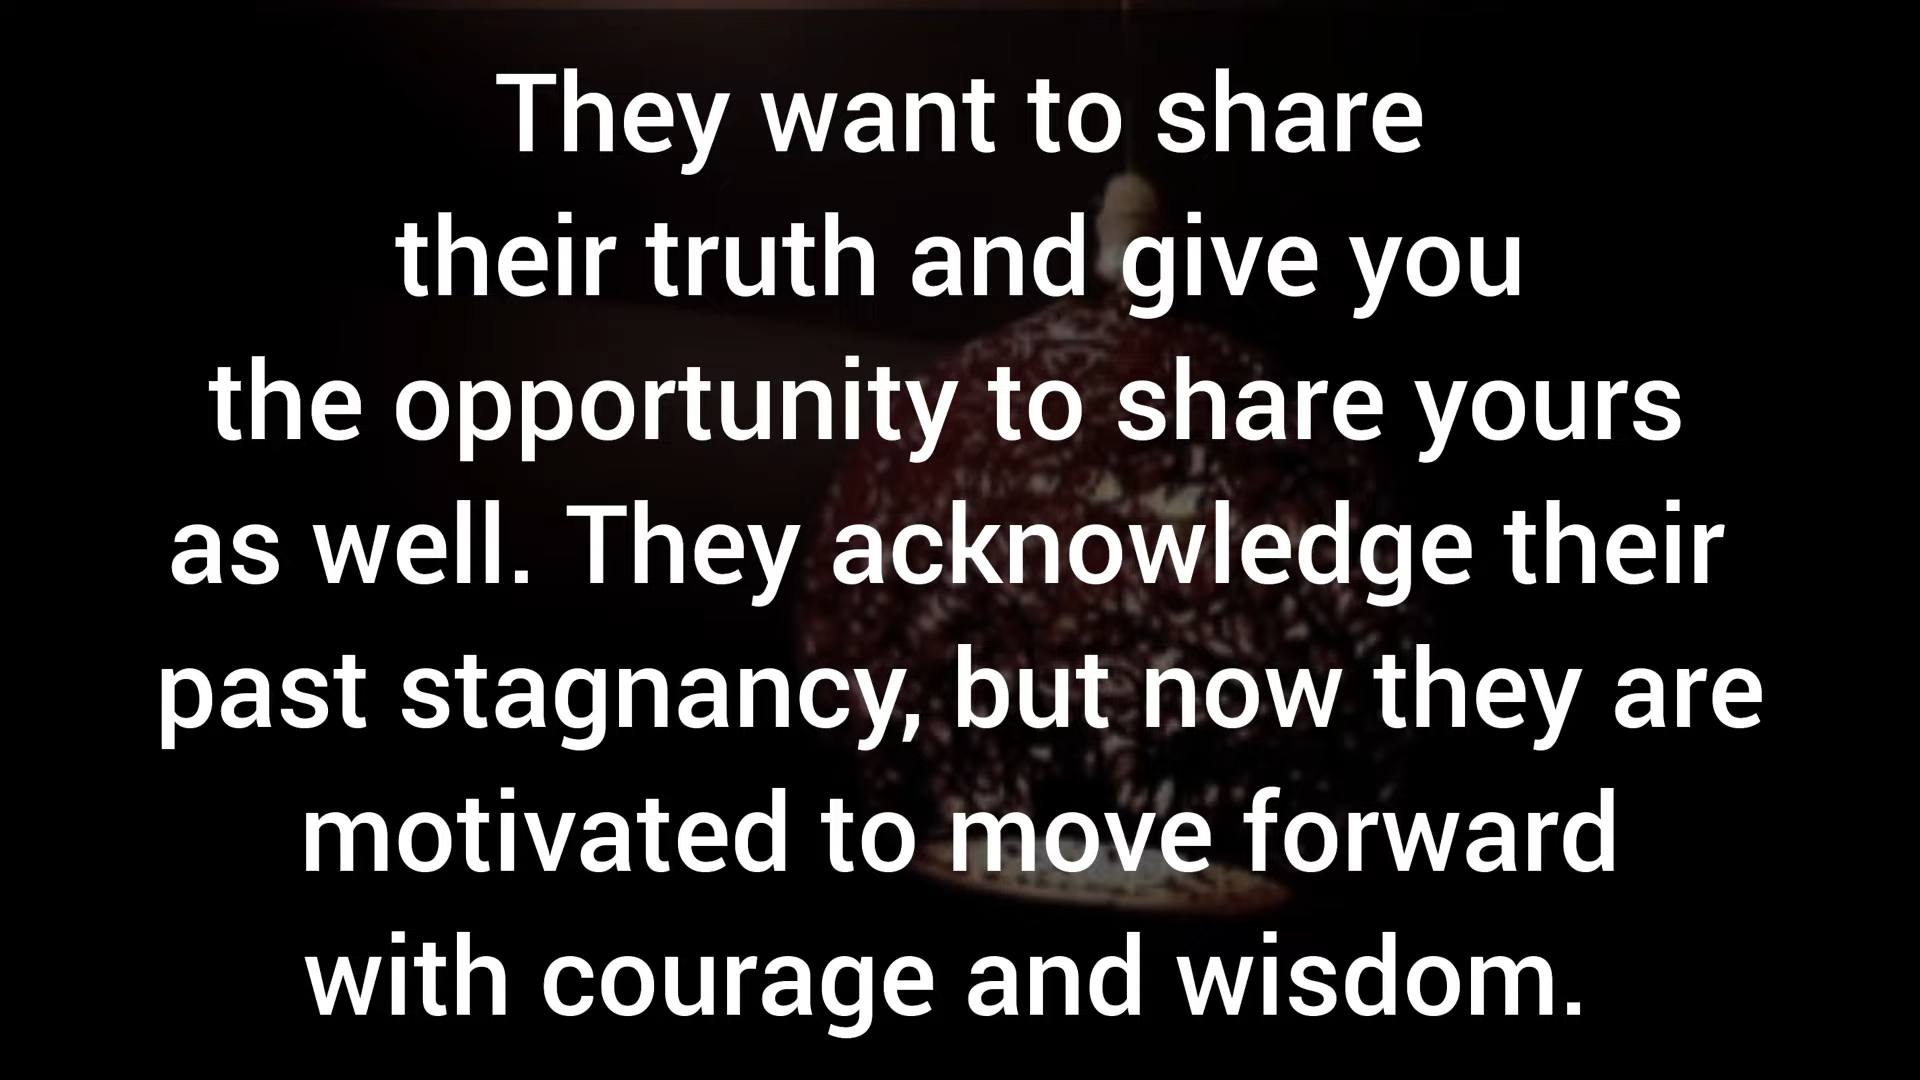 They want to share
their truth and give you
the opportunity to share yours
as well. They acknowledge their
past stagnancy, but now they are
motivated to move forward
with courage and wisdom.